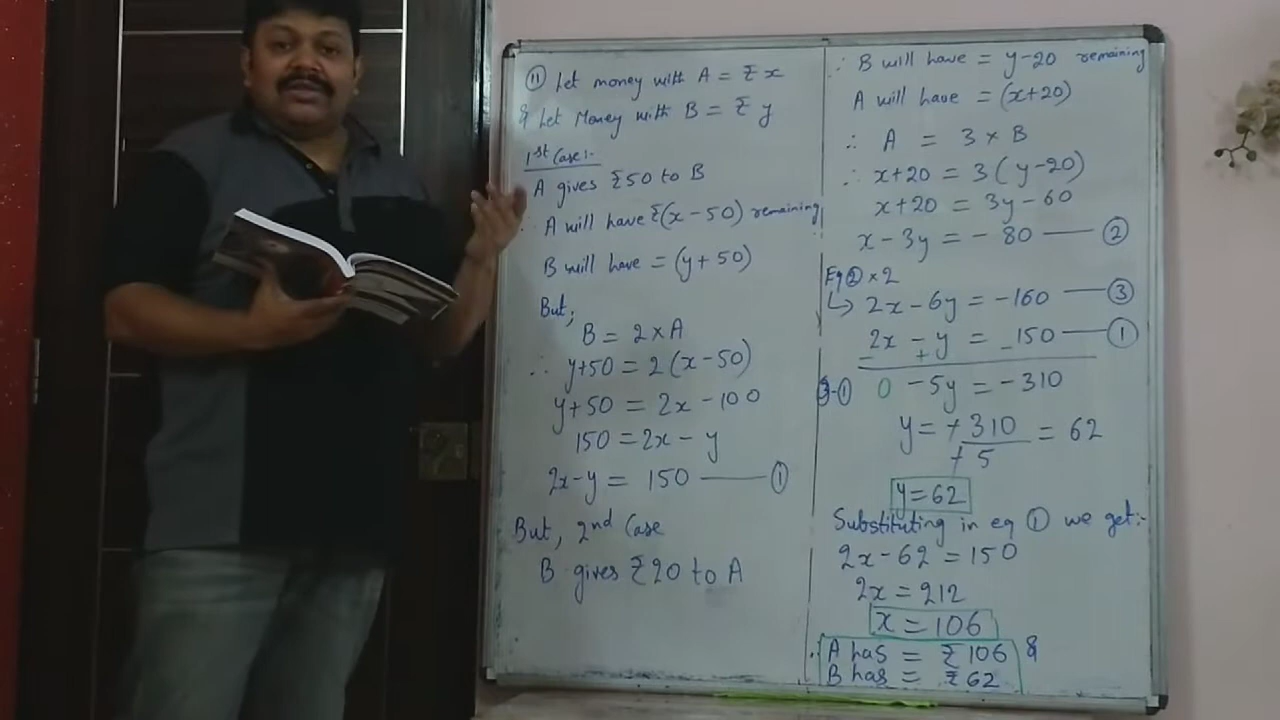 ⑪ Let money with A = ₹ x
& Let Money with B = ₹ y
1st Case:-
A gives ₹50 to B
∴ A will have ₹(x-50) remaining
B will have = (y+50)
But,
B = 2 × A
∴ y+50 = 2(x-50)
y+50 = 2x - 100
150 = 2x - y
2x-y = 150 —— ①
But, 2nd Case
B gives ₹20 to A
∴ B will have = y-20 remaining
A will have = (x+20)
∴ A = 3 × B
∴ x+20 = 3(y-20)
x+20 = 3y-60
x-3y = -80 —— ②
Eq② × 2
↳ 2x-6y = -160 —— ③
2x - y = 150 —— ①
- + -
③-① 0 -5y = -310
y = +310/+5 = 62
y=62
Substituting in eq ① we get:-
2x-62 = 150
2x = 212
x = 106
∴ A has = ₹106 &
B has = ₹62